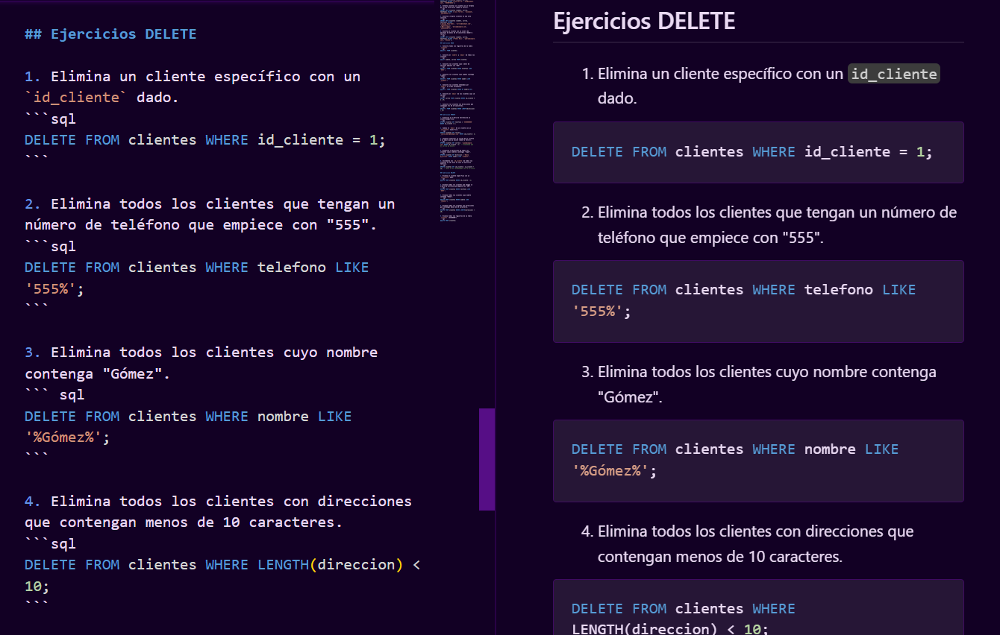 ## Ejercicios DELETE
1. Elimina un cliente específico con un
`id_cliente` dado.
```sql
DELETE FROM clientes WHERE id_cliente = 1;
```
2. Elimina todos los clientes que tengan un
número de teléfono que empiece con "555".
```sql
DELETE FROM clientes WHERE telefono LIKE
'555%';
```
3. Elimina todos los clientes cuyo nombre
contenga "Gómez".
``` sql
DELETE FROM clientes WHERE nombre LIKE
'%Gómez%';
```
4. Elimina todos los clientes con direcciones
que contengan menos de 10 caracteres.
```sql
DELETE FROM clientes WHERE LENGTH(direccion) <
10;
```
Ejercicios DELETE
1. Elimina un cliente específico con un id_cliente
dado.
DELETE FROM clientes WHERE id_cliente = 1;
2. Elimina todos los clientes que tengan un número de
teléfono que empiece con "555".
DELETE FROM clientes WHERE telefono LIKE
'555%';
3. Elimina todos los clientes cuyo nombre contenga
"Gómez".
DELETE FROM clientes WHERE nombre LIKE
'%Gómez%';
4. Elimina todos los clientes con direcciones que
contengan menos de 10 caracteres.
DELETE FROM clientes WHERE
LENGTH(direccion) < 10;